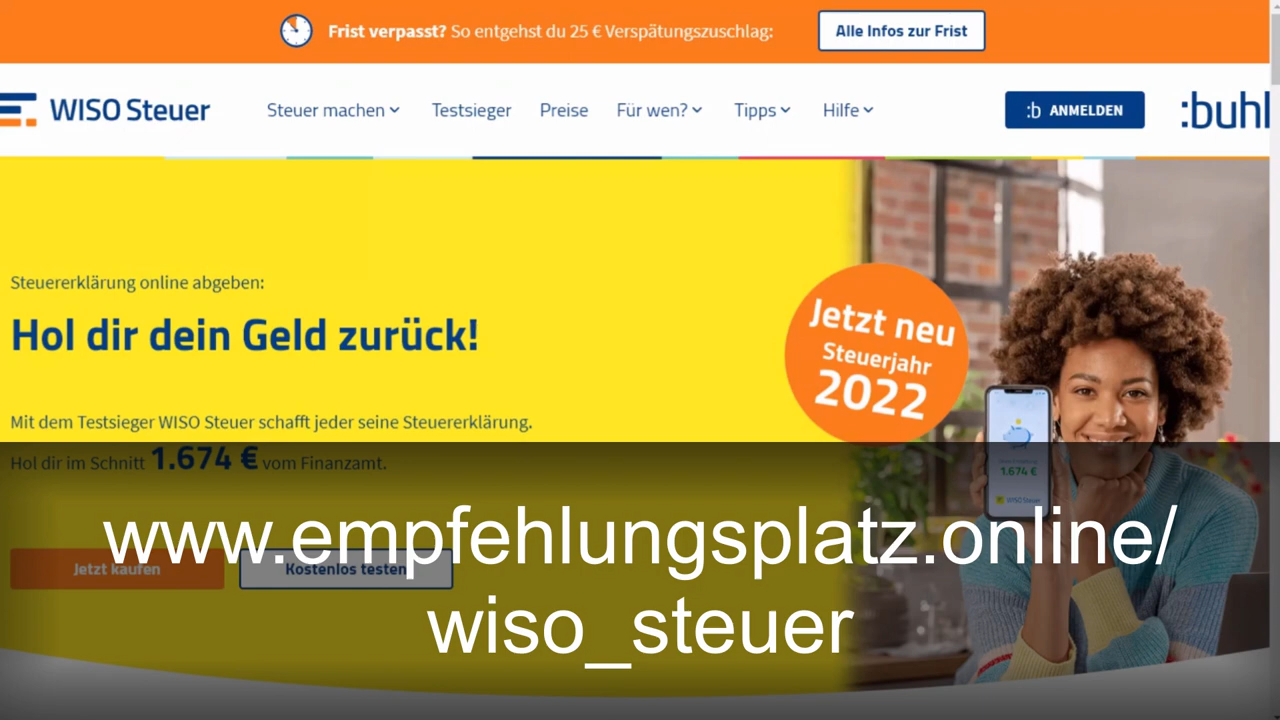 Frist verpasst? So entgehst du 25 € Verspätungszuschlag:
Alle Infos zur Frist
WISO Steuer
Steuer machen
Testsieger
Preise
Für wen?
Tipps
Hilfe
:b ANMELDEN
:buhl
Steuererklärung online abgeben:
Hol dir dein Geld zurück!
Jetzt neu
Steuerjahr
2022
Mit dem Testsieger WISO Steuer schafft jeder seine Steuererklärung.
Hol dir im Schnitt 1.674 € vom Finanzamt.
1.674 €
WISO Steuer
Jetzt kaufen
Kostenlos testen
www.empfehlungsplatz.online/
wiso_steuer